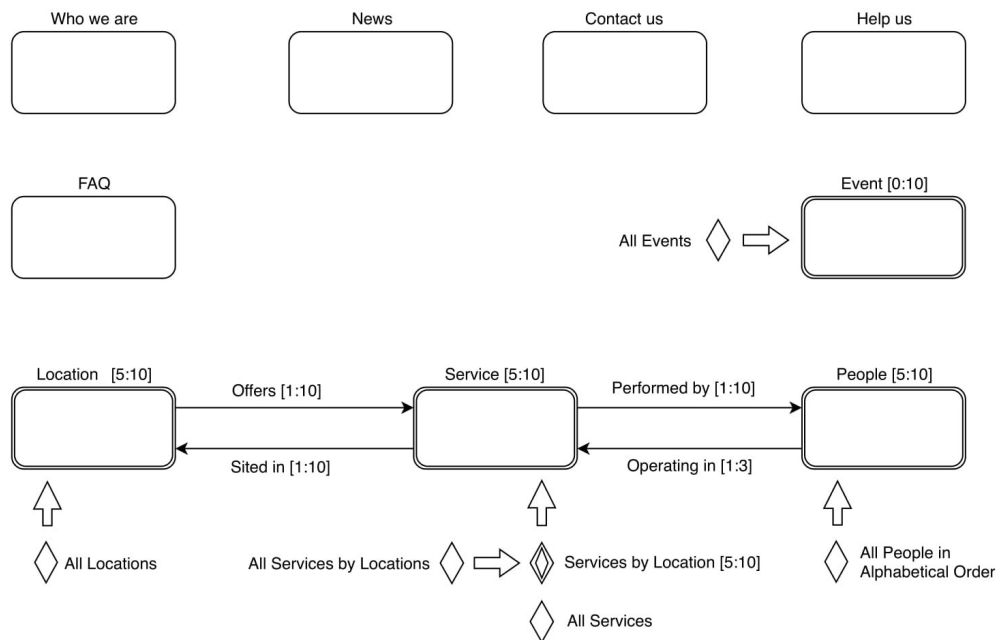 Who we are
News
Contact us
Help us
FAQ
Event [0:10]
All Events
Location [5:10]
Service [5:10]
People [5:10]
Offers [1:10]
Performed by [1:10]
Sited in [1:10]
Operating in [1:3]
All Locations
All Services by Locations
Services by Location [5:10]
All People in
Alphabetical Order
All Services